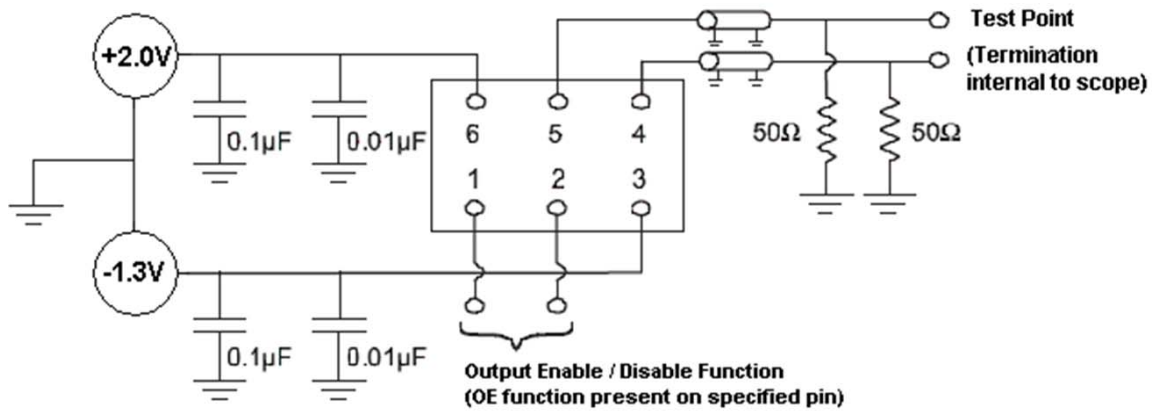 +2.0V
0.1µF
0.01µF
6
5
4
1
2
3
Test Point
(Termination
internal to scope)
50Ω
50Ω
-1.3V
0.1µF
0.01µF
Output Enable / Disable Function
(OE function present on specified pin)